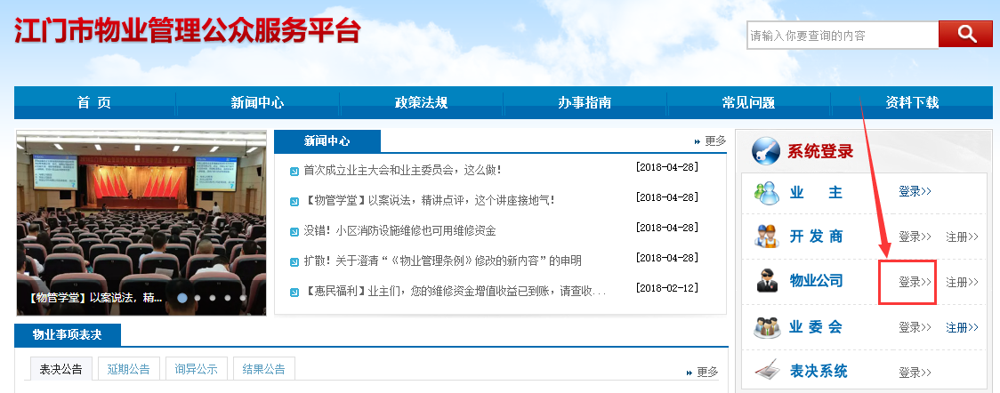 江门市物业管理公众服务平台
请输入你要查询的内容
首 页 新闻中心 政策法规 办事指南 常见问题 资料下载
【物管学堂】以案说法，精...
新闻中心 更多
首次成立业主大会和业主委员会，这么做！ [2018-04-28]
【物管学堂】以案说法，精讲点评，这个讲座接地气！ [2018-04-28]
没错！小区消防设施维修也可用维修资金 [2018-04-28]
扩散！关于澄清“《物业管理条例》修改的新内容”的申明 [2018-04-28]
【惠民福利】业主们，您的维修资金增值收益已到账，请查收... [2018-02-12]
系统登录
业 主 登录>>
开 发 商 登录>> 注册>>
物业公司 登录>> 注册>>
业 委 会 登录>> 注册>>
表决系统 登录>>
物业事项表决
表决公告 延期公告 询异公示 结果公告 更多